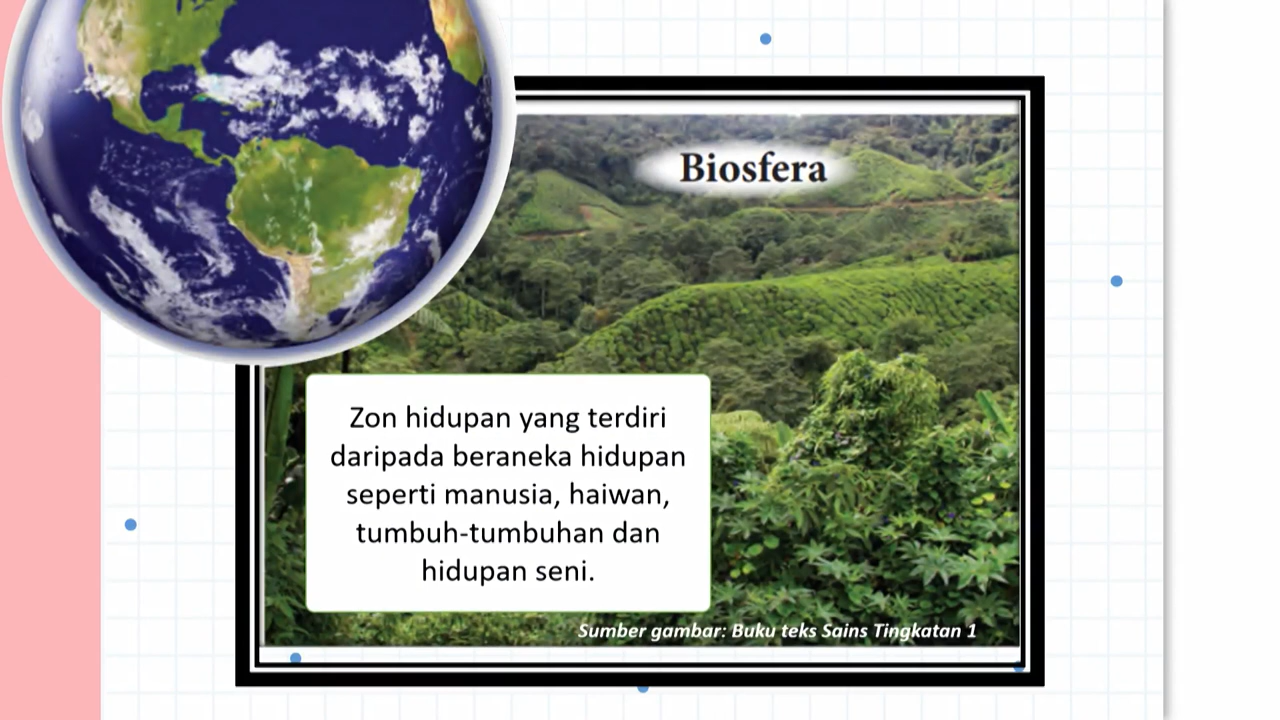 Biosfera
Zon hidupan yang terdiri
daripada beraneka hidupan
seperti manusia, haiwan,
tumbuh-tumbuhan dan
hidupan seni.
Sumber gambar: Buku teks Sains Tingkatan 1